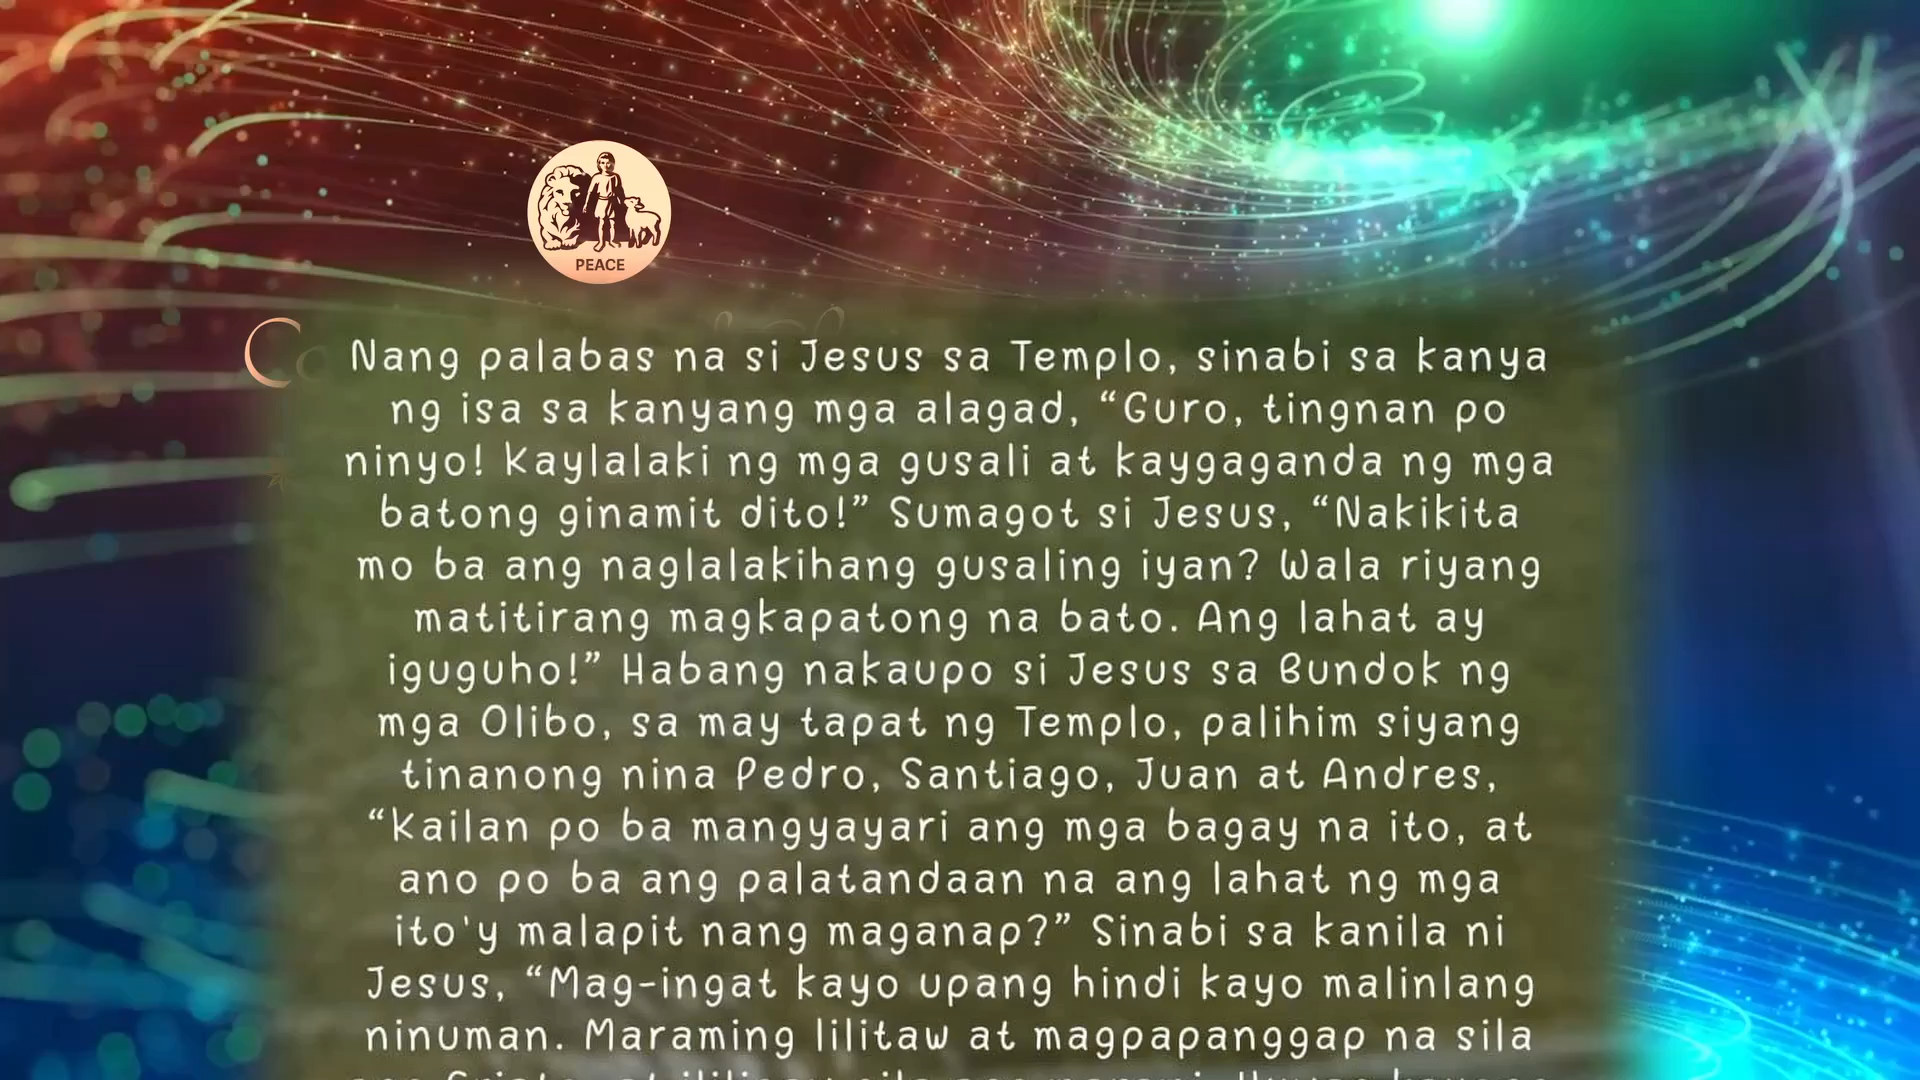 PEACE
Nang palabas na si Jesus sa Templo, sinabi sa kanya
ng isa sa kanyang mga alagad, “Guro, tingnan po
ninyo! Kaylalaki ng mga gusali at kaygaganda ng mga
batong ginamit dito!” Sumagot si Jesus, “Nakikita
mo ba ang naglalakihang gusaling iyan? Wala riyang
matitirang magkapatong na bato. Ang lahat ay
iguguho!” Habang nakaupo si Jesus sa Bundok ng
mga Olibo, sa may tapat ng Templo, palihim siyang
tinanong nina Pedro, Santiago, Juan at Andres,
“Kailan po ba mangyayari ang mga bagay na ito, at
ano po ba ang palatandaan na ang lahat ng mga
ito'y malapit nang maganap?” Sinabi sa kanila ni
Jesus, “Mag-ingat kayo upang hindi kayo malinlang
ninuman. Maraming lilitaw at magpapanggap na sila